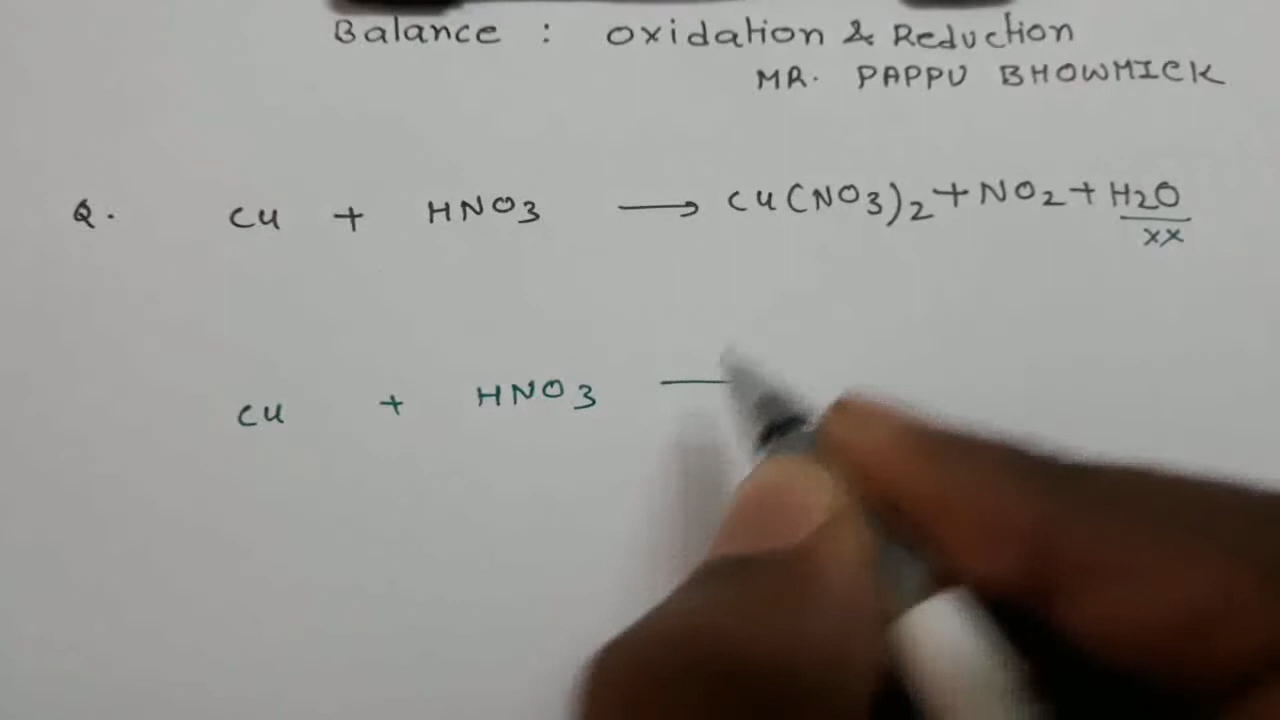 Balance : Oxidation & Reduction
MR. PAPPU BHOWMICK
Q. Cu + HNO3 ⟶ Cu(NO3)2 + NO2 + H2O
xx
Cu + HNO3 —